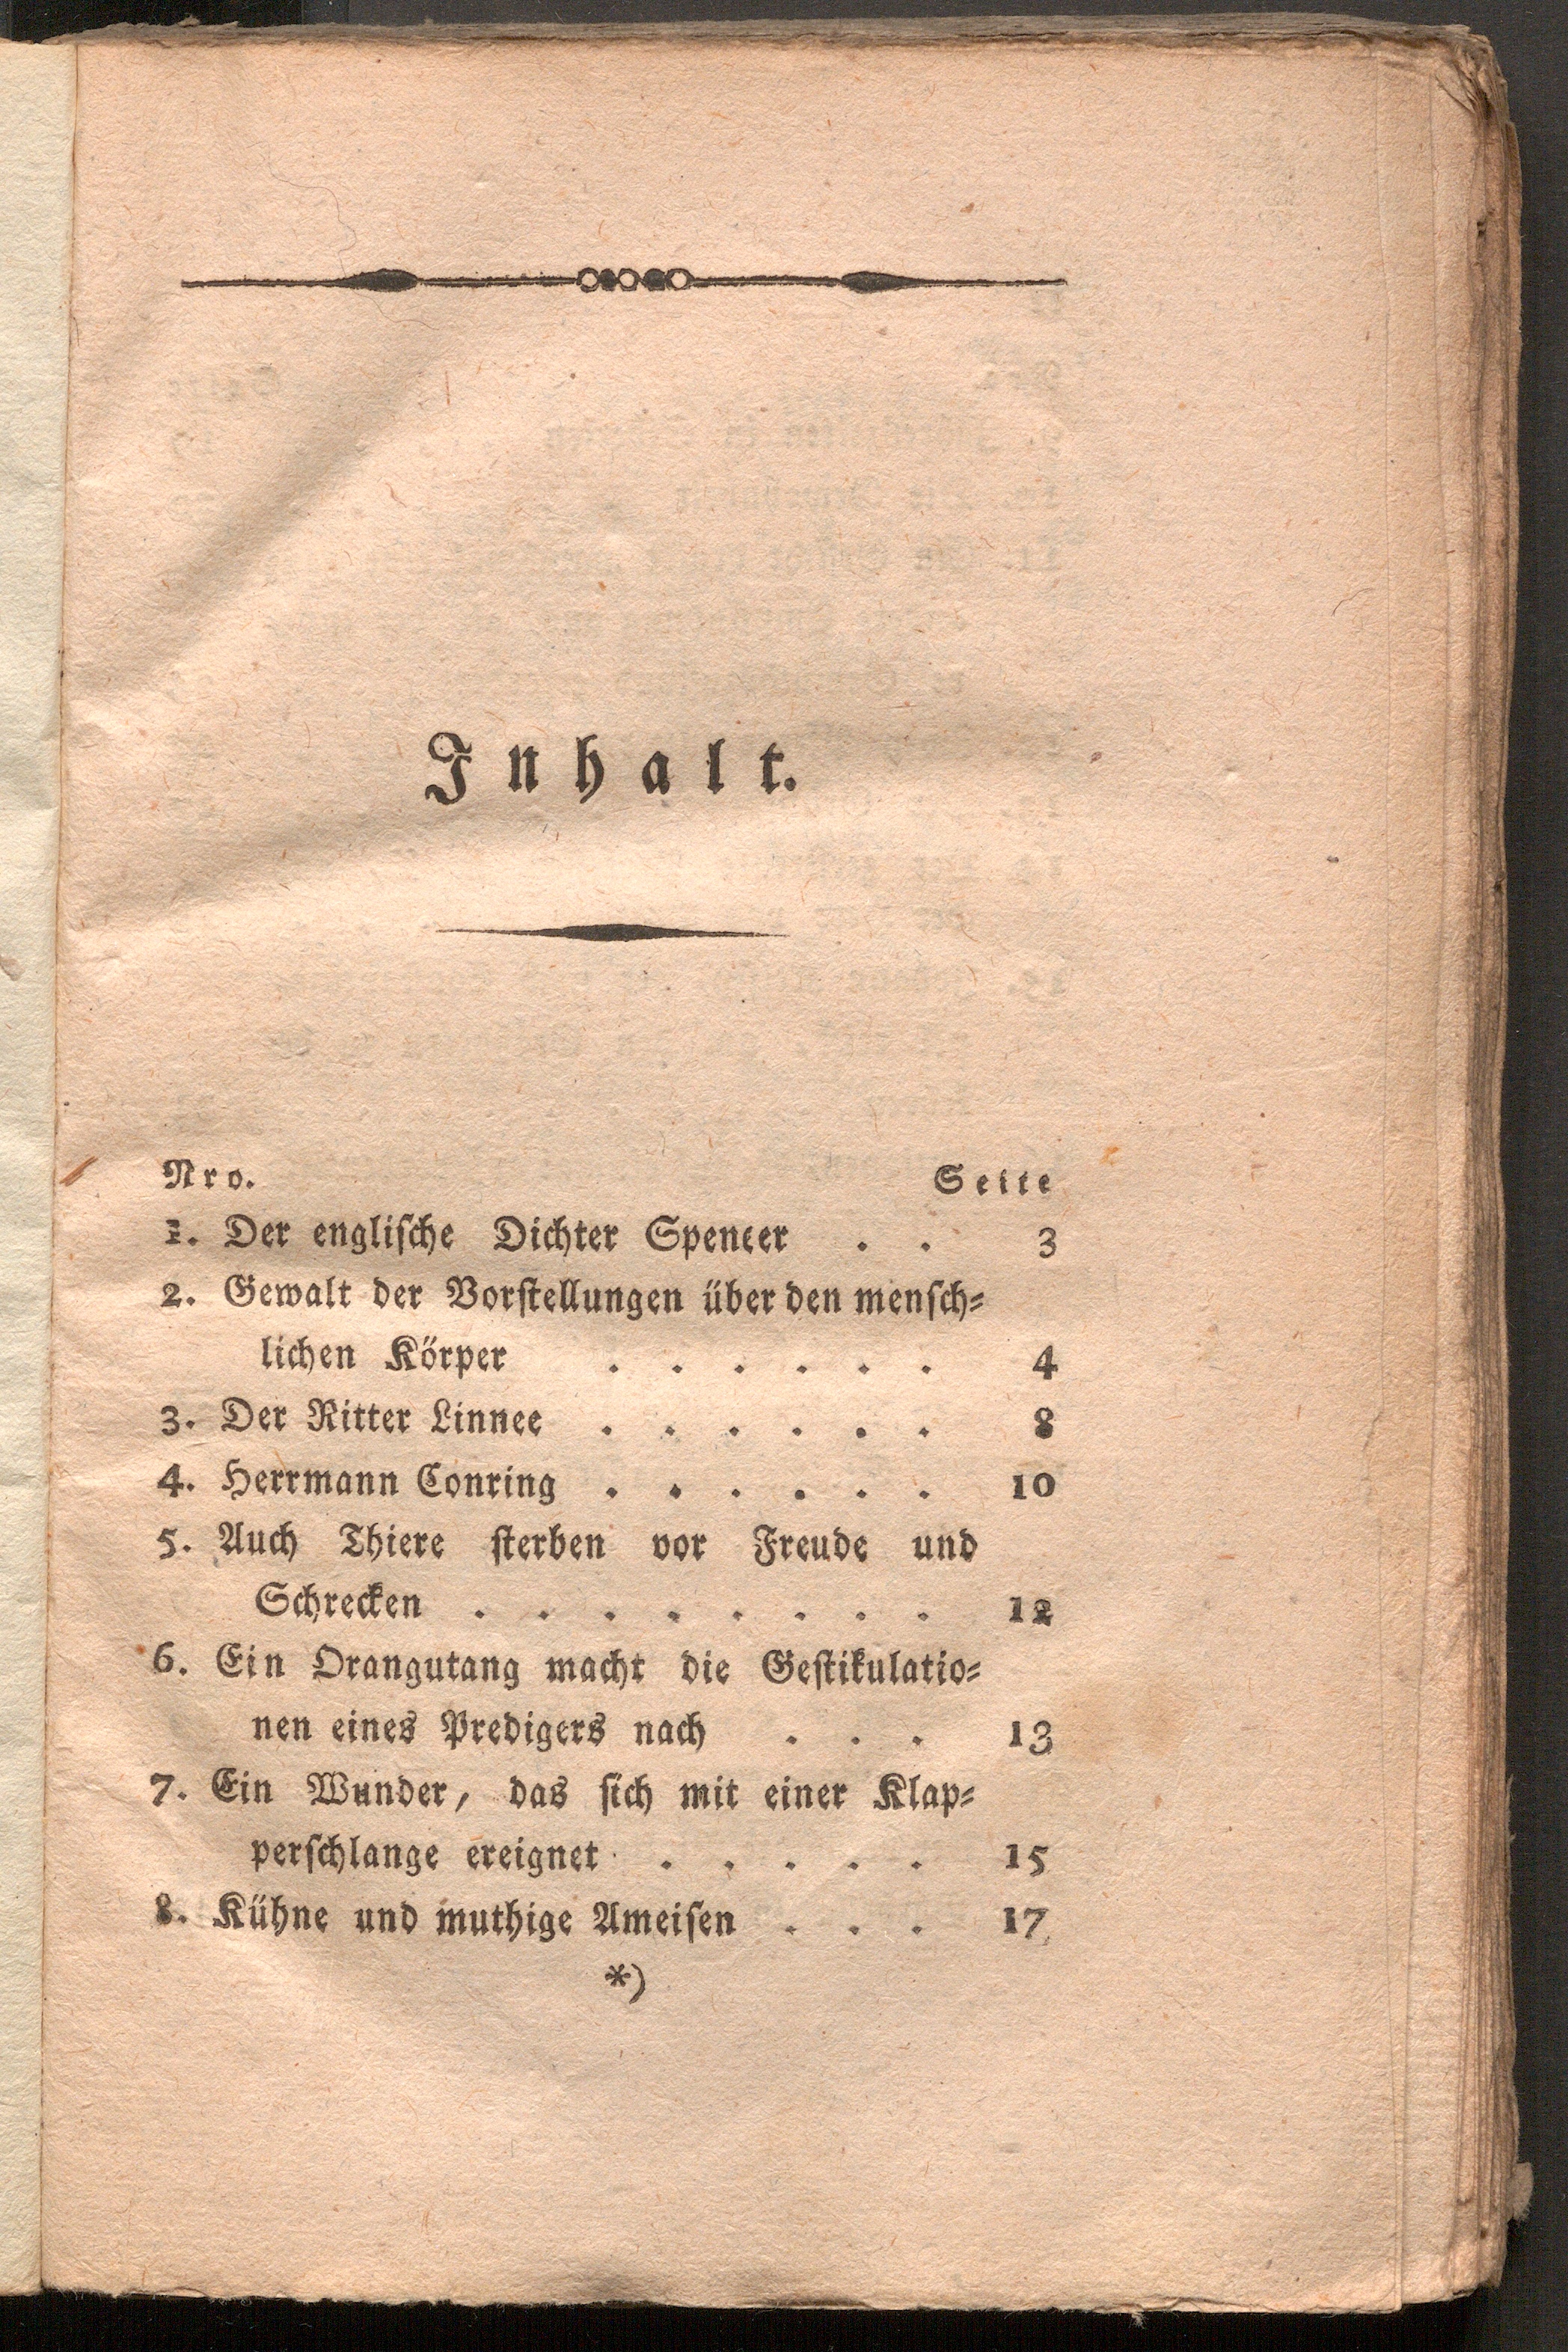 Inhalt.
Nro. Seite
1. Der engliſche Dichter Spencer . . 3
2. Gewalt der Vorſtellungen über den menſch⸗
lichen Körper . . . . . . 4
3. Der Ritter Linnee . . . . . . 8
4. Herrmann Conring . . . . . . 10
5. Auch Thiere ſterben vor Freude und
Schrecken . . . . . . . . 12
6. Ein Orangutang macht die Geſtikulatio⸗
nen eines Predigers nach . . . 13
7. Ein Wunder, das ſich mit einer Klap⸗
perſchlange ereignet . . . . . 15
8. Kühne und muthige Ameiſen . . . 17
*)